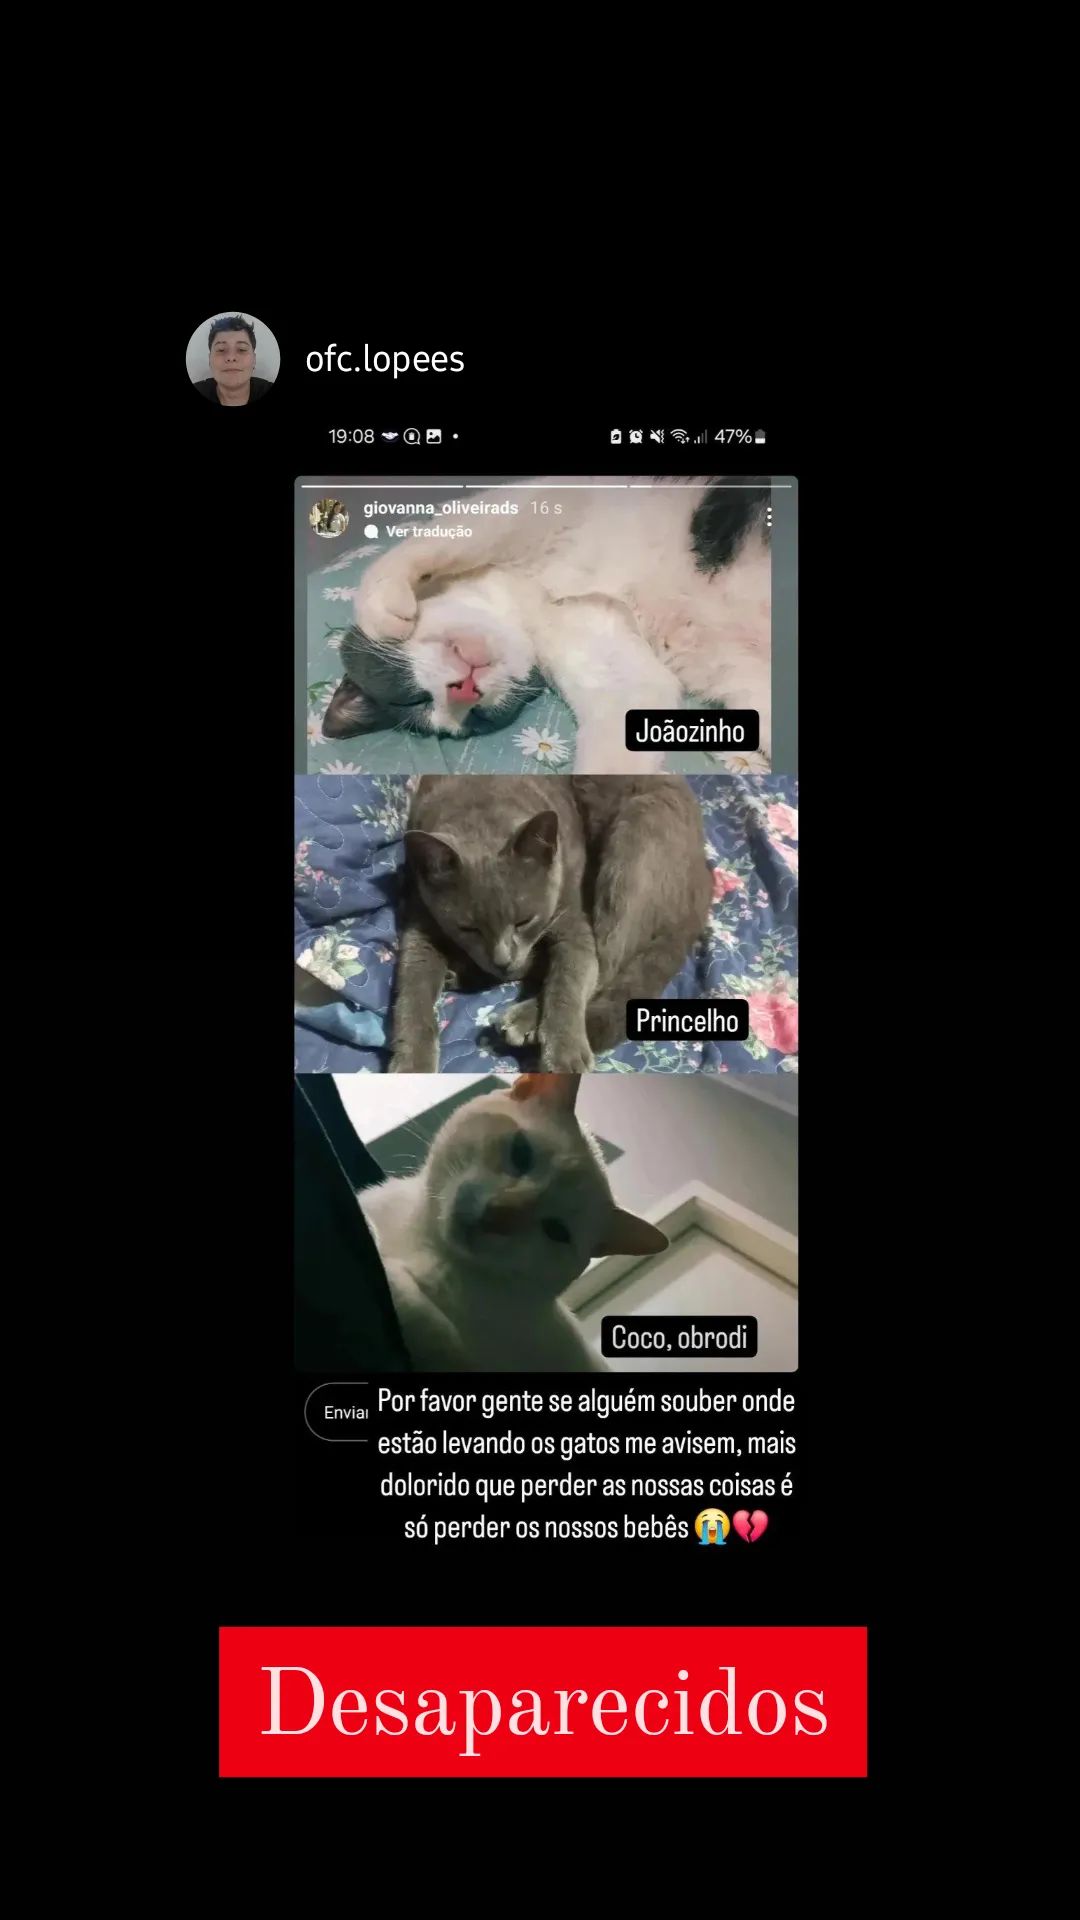 ofc.lopees
19:08
47%
giovanna_oliveirads 16 s
Ver tradução
Joãozinho
Princelho
Coco, obrodi
Enviar
Por favor gente se alguém souber onde
estão levando os gatos me avisem, mais
dolorido que perder as nossas coisas é
só perder os nossos bebês 😭💔
Desaparecidos